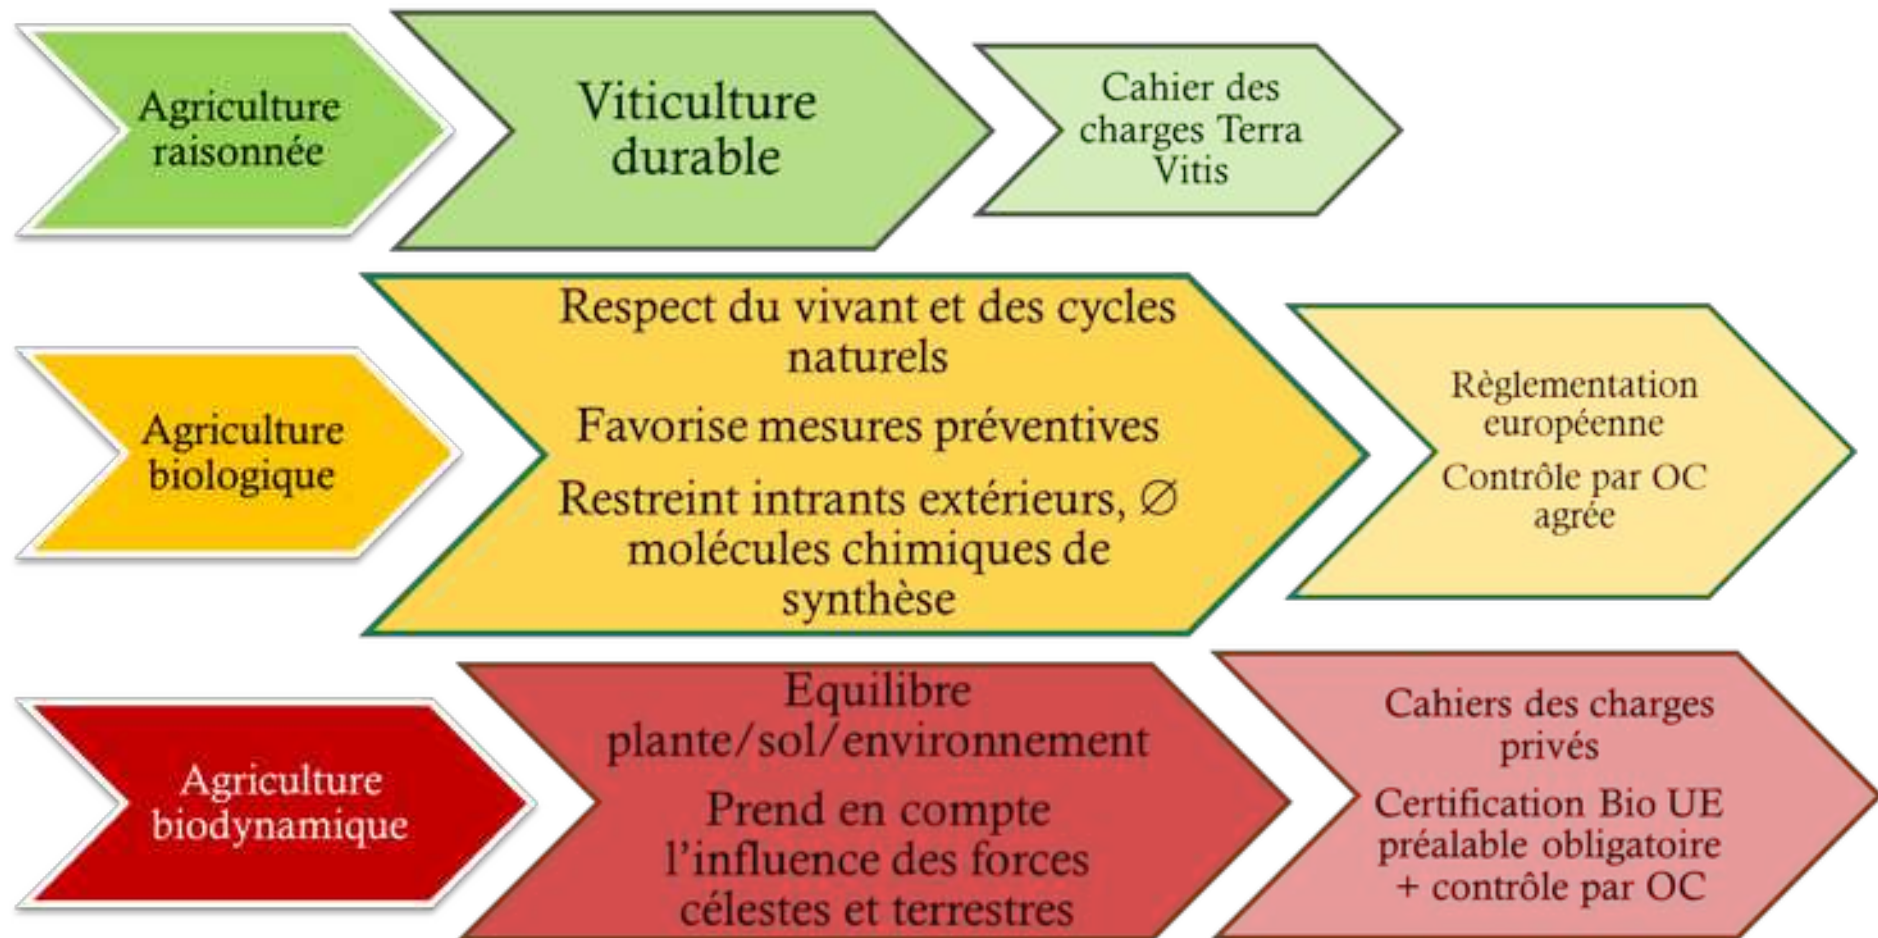 Agriculture
raisonnée
Viticulture
durable
Cahier des
charges Terra
Vitis
Agriculture
biologique
Respect du vivant et des cycles
naturels
Favorise mesures préventives
Restreint intrants extérieurs, ∅
molécules chimiques de
synthèse
Règlementation
européenne
Contrôle par OC
agrée
Agriculture
biodynamique
Equilibre
plante/sol/environnement
Prend en compte
l’influence des forces
célestes et terrestres
Cahiers des charges
privés
Certification Bio UE
préalable obligatoire
+ contrôle par OC